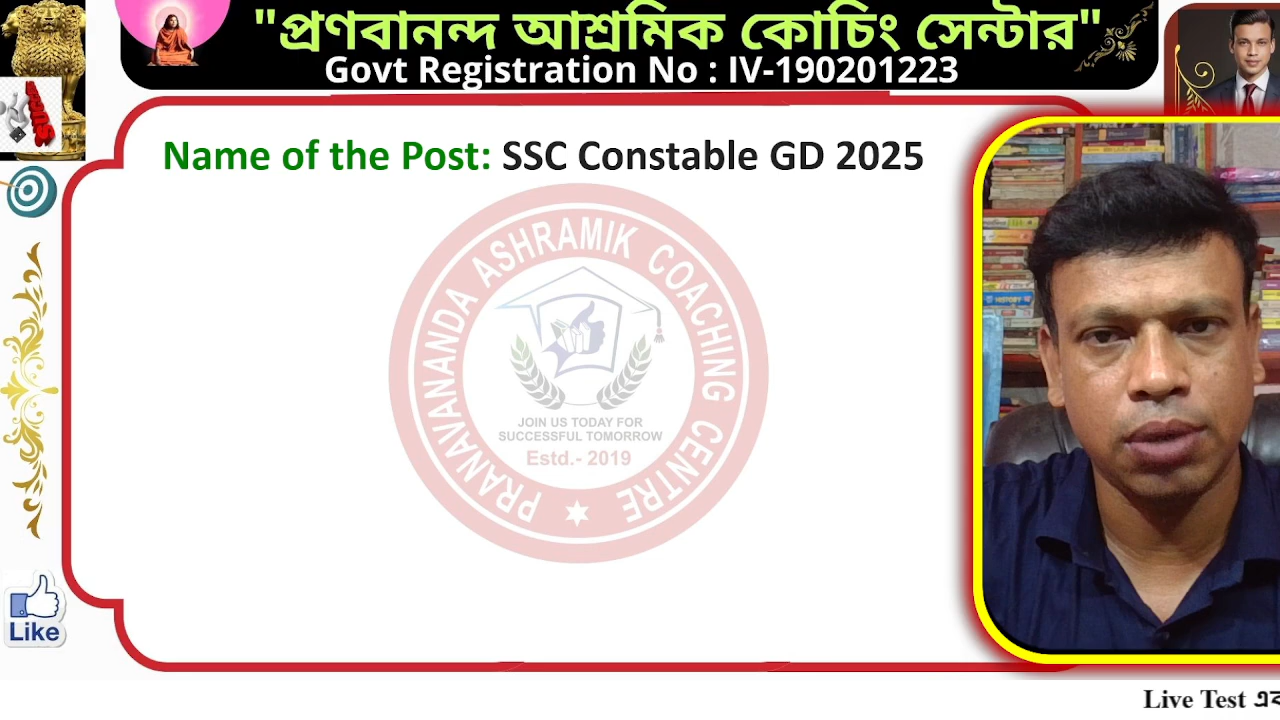 "প্রণবানন্দ আশ্রমিক কোচিং সেন্টার"
Govt Registration No : IV-190201223
Name of the Post: SSC Constable GD 2025
PRANAVANANDA ASHRAMIK COACHING CENTRE
JOIN US TODAY FOR
SUCCESSFUL TOMORROW
Estd.- 2019
HISTORY
Like
Live Test